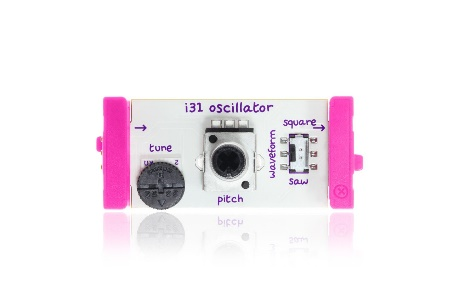 i31 oscillator
square
tune
waveform
saw
pitch